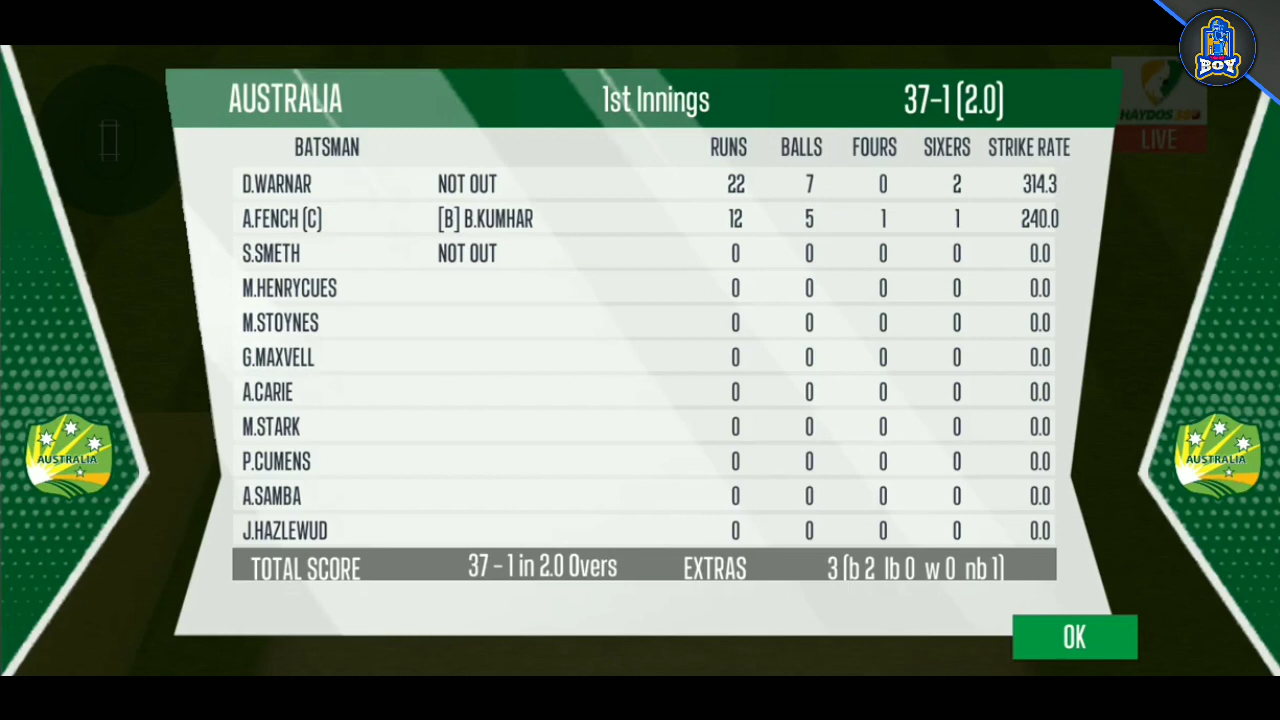 BOY
AUSTRALIA 1st Innings 37-1 (2.0)
HAYDOS 380
LIVE
BATSMAN RUNS BALLS FOURS SIXERS STRIKE RATE
D.WARNAR NOT OUT 22 7 0 2 314.3
A.FENCH (C) [B] B.KUMHAR 12 5 1 1 240.0
S.SMETH NOT OUT 0 0 0 0 0.0
M.HENRYCUES 0 0 0 0 0.0
M.STOYNES 0 0 0 0 0.0
G.MAXVELL 0 0 0 0 0.0
A.CARIE 0 0 0 0 0.0
M.STARK 0 0 0 0 0.0
P.CUMENS 0 0 0 0 0.0
A.SAMBA 0 0 0 0 0.0
J.HAZLEWUD 0 0 0 0 0.0
TOTAL SCORE 37 - 1 in 2.0 Overs EXTRAS 3 (b 2 lb 0 w 0 nb 1)
AUSTRALIA
AUSTRALIA
OK